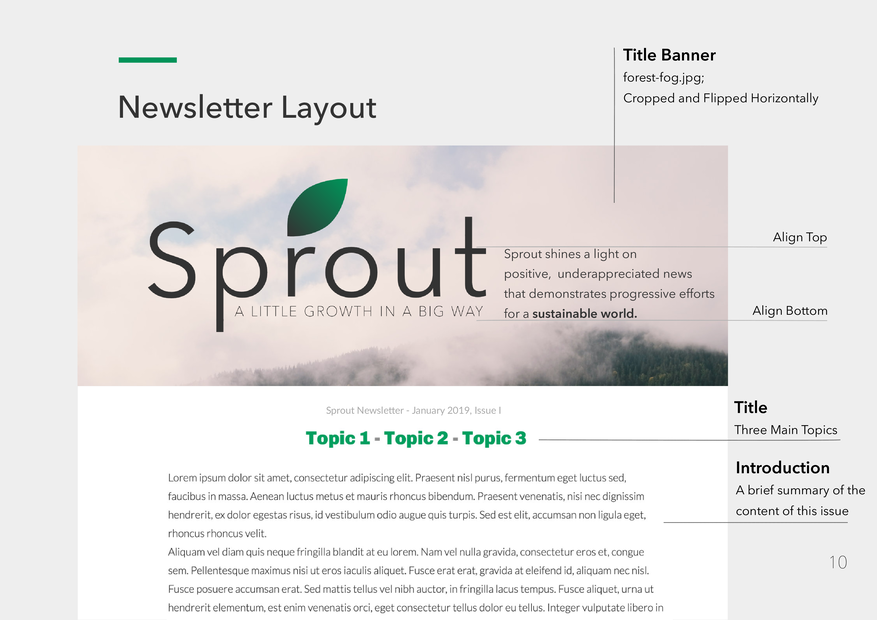 Newsletter Layout
Title Banner
forest-fog.jpg;
Cropped and Flipped Horizontally
Sprout
A LITTLE GROWTH IN A BIG WAY
Sprout shines a light on
positive, underappreciated news
that demonstrates progressive efforts
for a sustainable world.
Align Top
Align Bottom
Sprout Newsletter - January 2019, Issue I
Topic 1 - Topic 2 - Topic 3
Title
Three Main Topics
Introduction
A brief summary of the
content of this issue
Lorem ipsum dolor sit amet, consectetur adipiscing elit. Praesent nisl purus, fermentum eget luctus sed,
faucibus in massa. Aenean luctus metus et mauris rhoncus bibendum. Praesent venenatis, nisi nec dignissim
hendrerit, ex dolor egestas risus, id vestibulum odio augue quis turpis. Sed est elit, accumsan non ligula eget,
rhoncus rhoncus velit.
Aliquam vel diam quis neque fringilla blandit at eu lorem. Nam vel nulla gravida, consectetur eros et, congue
sem. Pellentesque maximus nisi ut eros iaculis aliquet. Fusce erat erat, gravida at eleifend id, aliquam nec nisl.
Fusce posuere accumsan erat. Sed mattis tellus vel nibh auctor, in fringilla lacus tempus. Fusce aliquet, urna ut
hendrerit elementum, est enim venenatis orci, eget consectetur tellus dolor eu tellus. Integer vulputate libero in
10